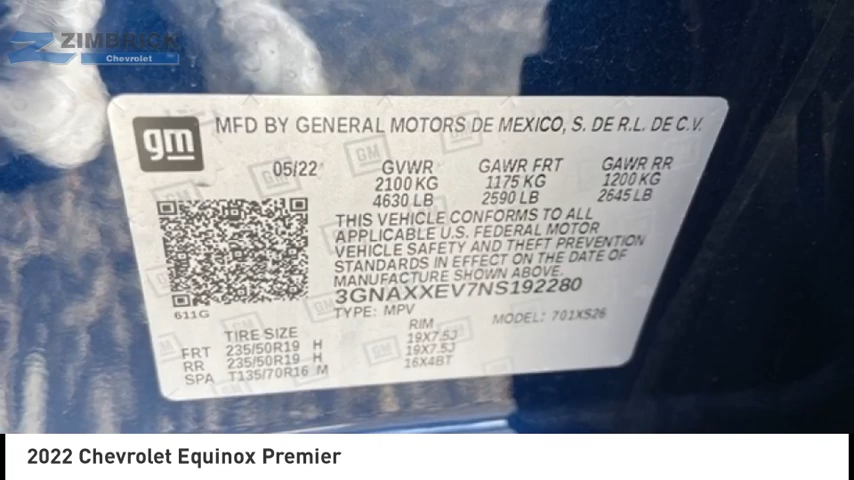 ZIMBRICK
Chevrolet
gm MFD BY GENERAL MOTORS DE MEXICO, S. DE R.L. DE C.V.
05/22 GVWR GAWR FRT GAWR RR
2100 KG 1175 KG 1200 KG
4630 LB 2590 LB 2645 LB
THIS VEHICLE CONFORMS TO ALL
APPLICABLE U.S. FEDERAL MOTOR
VEHICLE SAFETY AND THEFT PREVENTION
STANDARDS IN EFFECT ON THE DATE OF
MANUFACTURE SHOWN ABOVE.
3GNAXXEV7NS192280
611G TYPE: MPV MODEL: 701XS26
TIRE SIZE RIM
FRT 235/50R19 H 19X7.5J
RR 235/50R19 H 19X7.5J
SPA T135/70R16 M 16X4BT
2022 Chevrolet Equinox Premier